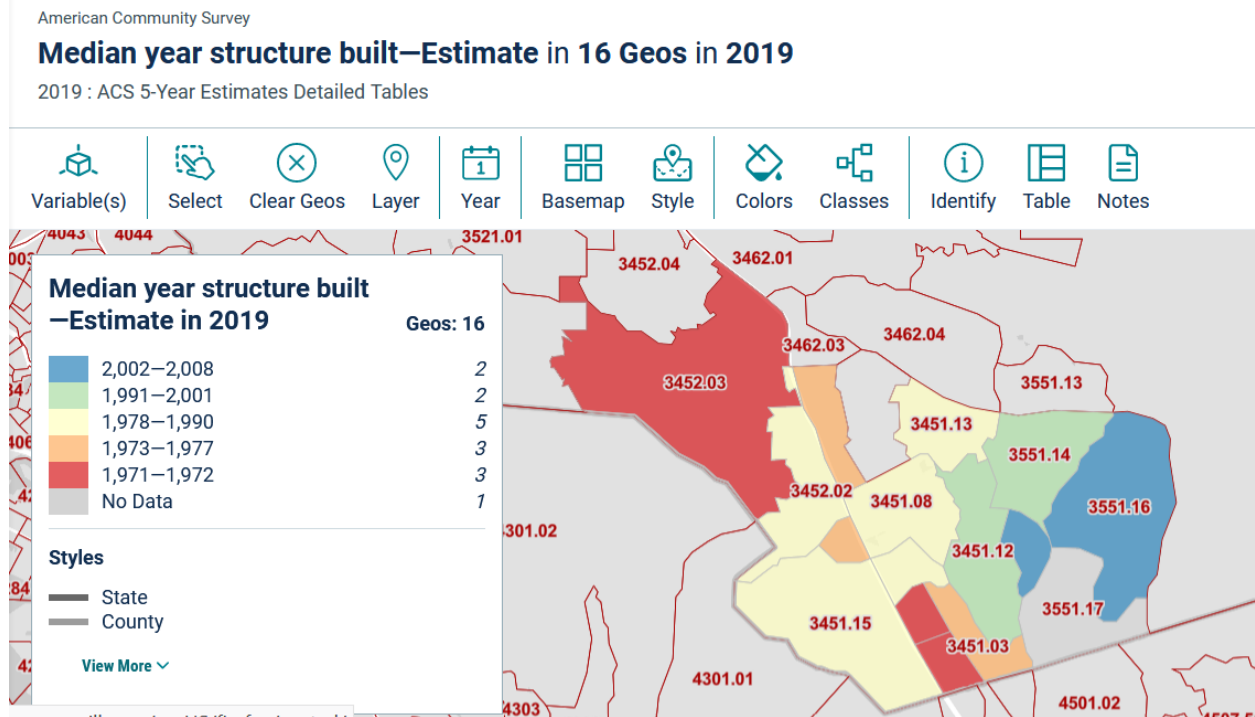 American Community Survey
Median year structure built—Estimate in 16 Geos in 2019
2019 : ACS 5-Year Estimates Detailed Tables
Variable(s) Select Clear Geos Layer Year Basemap Style Colors Classes Identify Table Notes
4043 4044 3521.01
3452.04 3462.01
Median year structure built
—Estimate in 2019 Geos: 16
2,002—2,008 2
1,991—2,001 2
1,978—1,990 5
1,973—1,977 3
1,971—1,972 3
No Data 1
Styles
State
County
View More
3462.04
3462.03
3452.03 3551.13
3451.13
3551.14
3452.02 3451.08 3551.16
301.02 3451.12
3551.17
3451.15
3451.03
4301.01
4303 4501.02